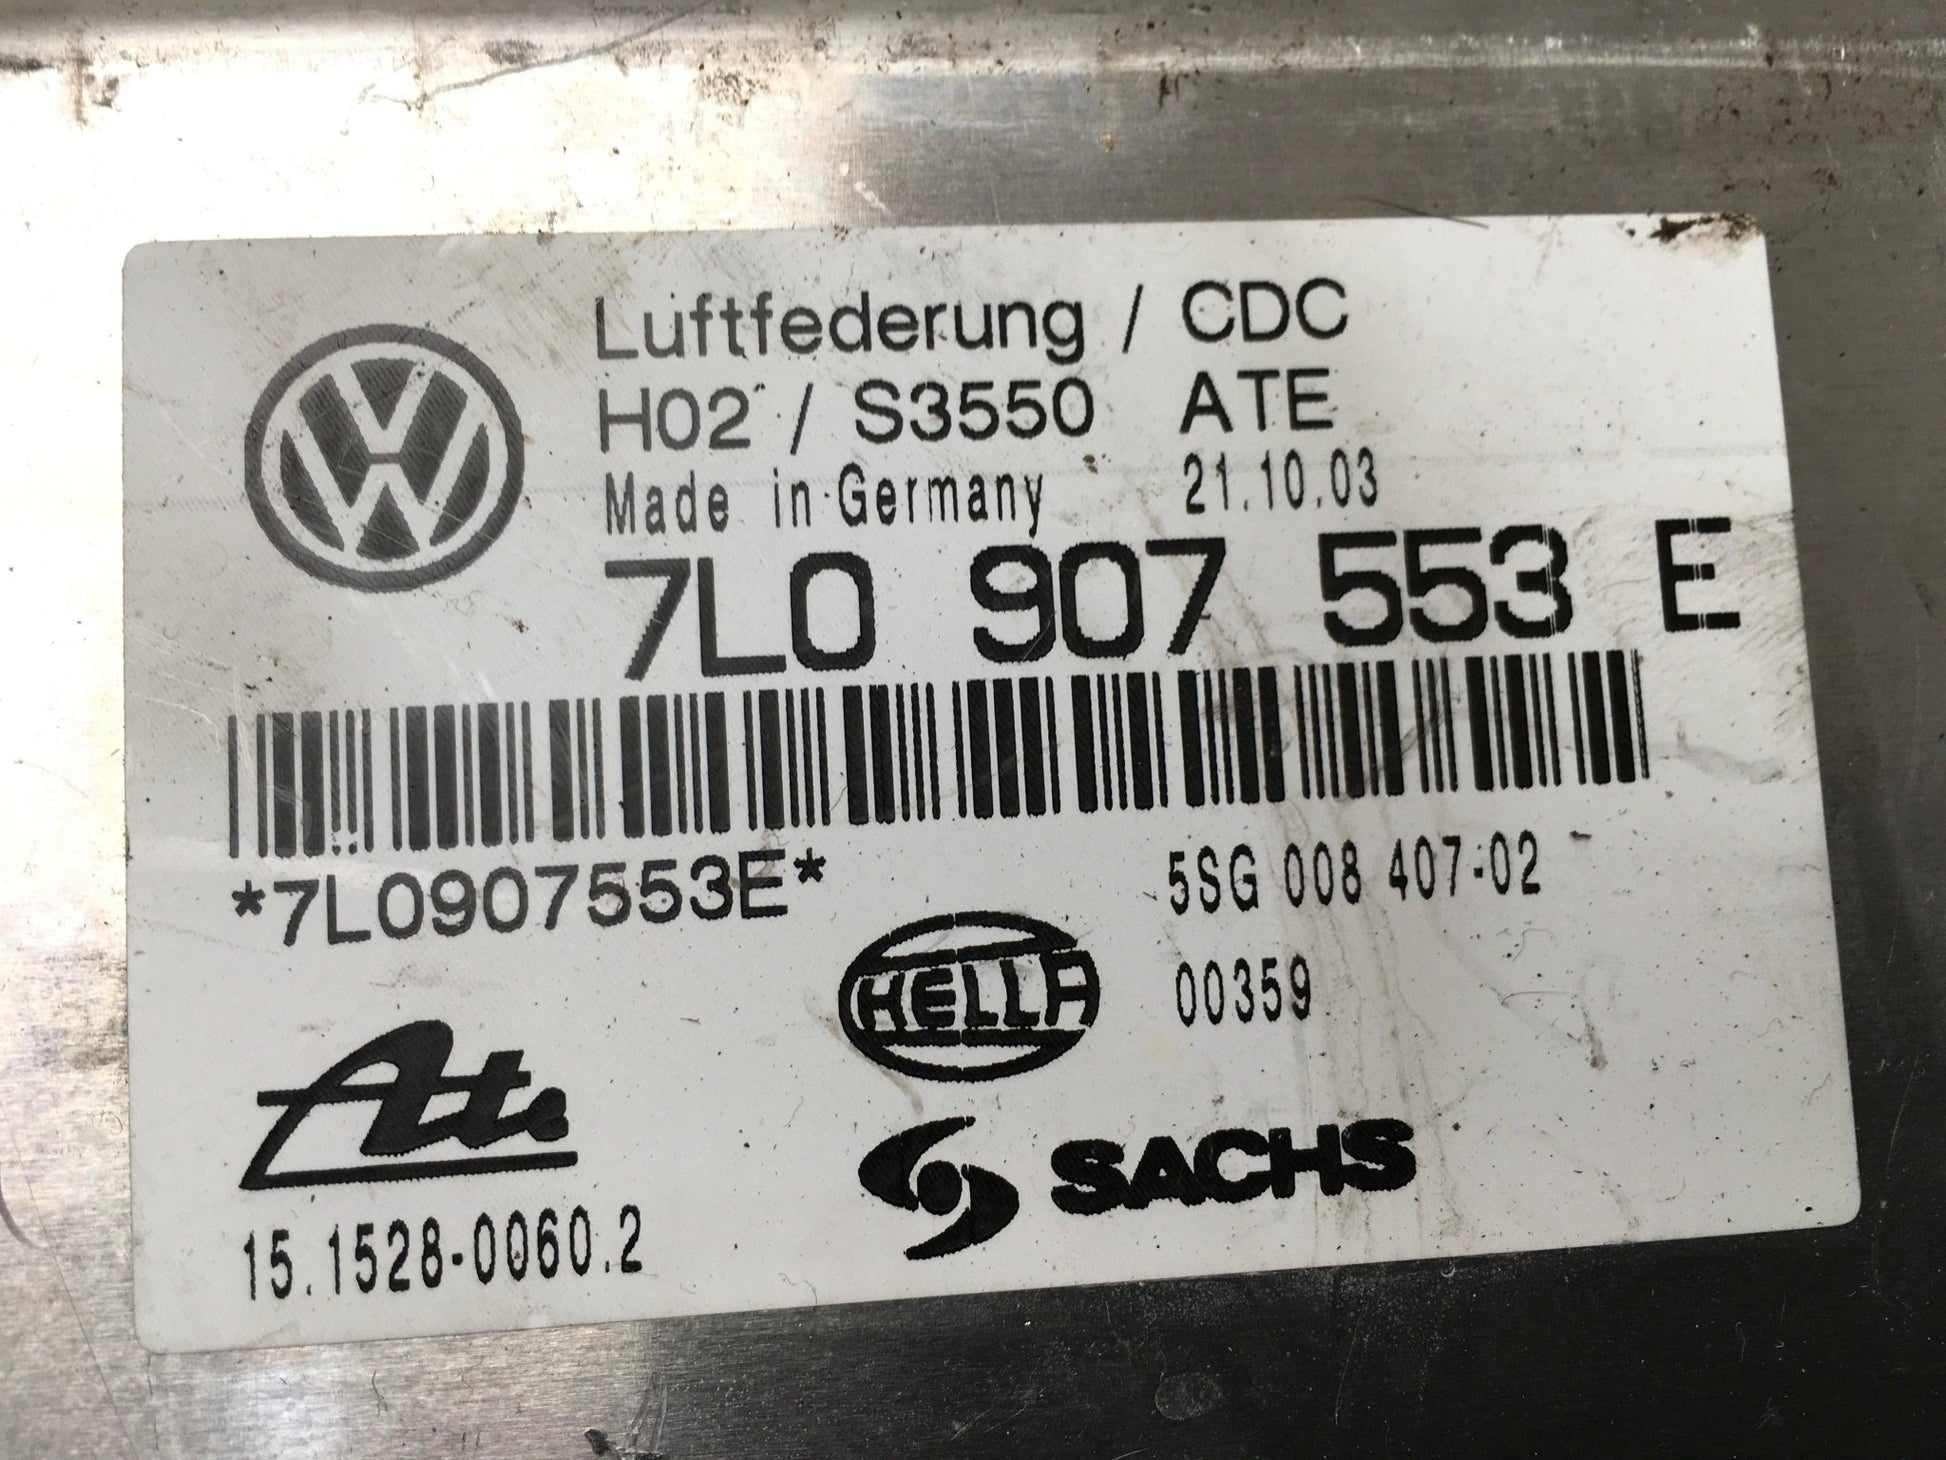 Luftfederung / CDC
H02 / S3550 ATE
Made in Germany 21.10.03
7L0 907 553 E
*7L0907553E*
5SG 008 407-02
HELLA 00359
Ate
SACHS
15.1528-0060.2